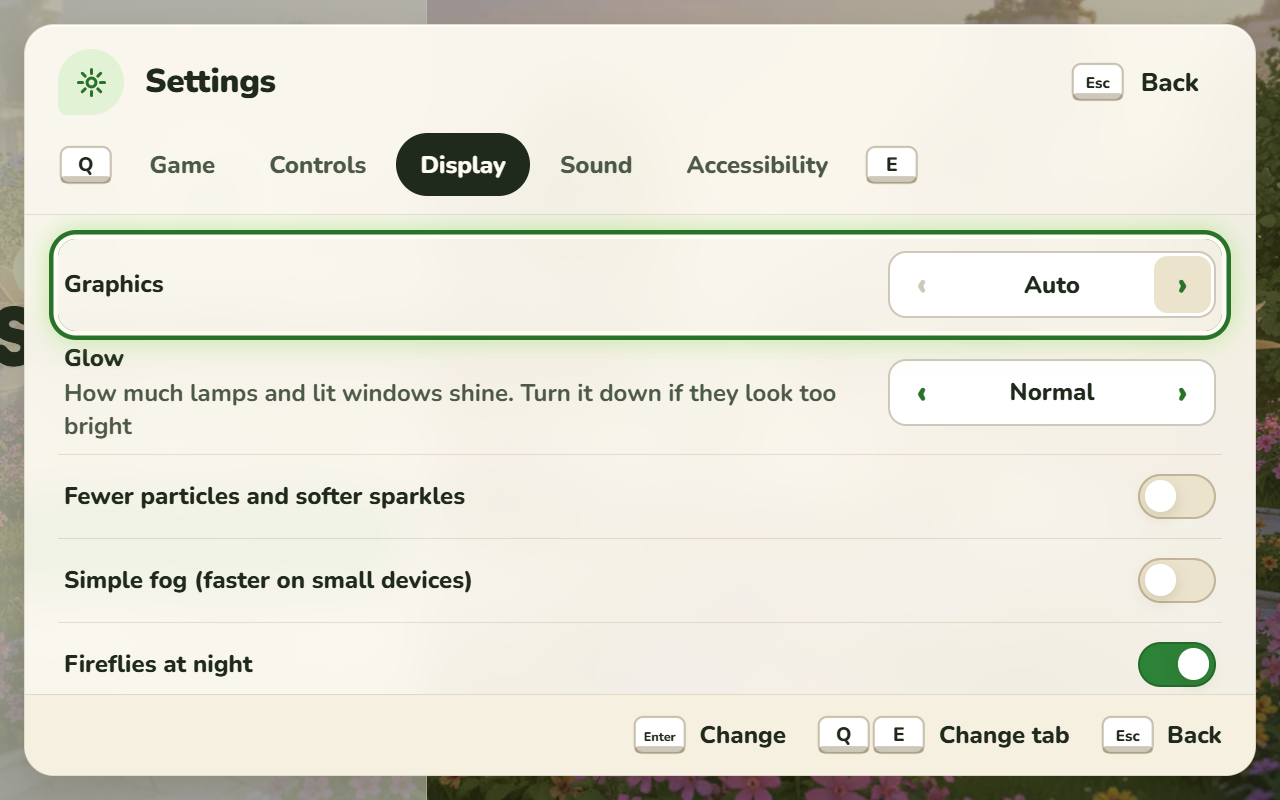 Settings
Esc Back
Q Game Controls Display Sound Accessibility E
Graphics
‹ Auto ›
Glow
How much lamps and lit windows shine. Turn it down if they look too
bright
‹ Normal ›
Fewer particles and softer sparkles
Simple fog (faster on small devices)
Fireflies at night
Enter Change Q E Change tab Esc Back